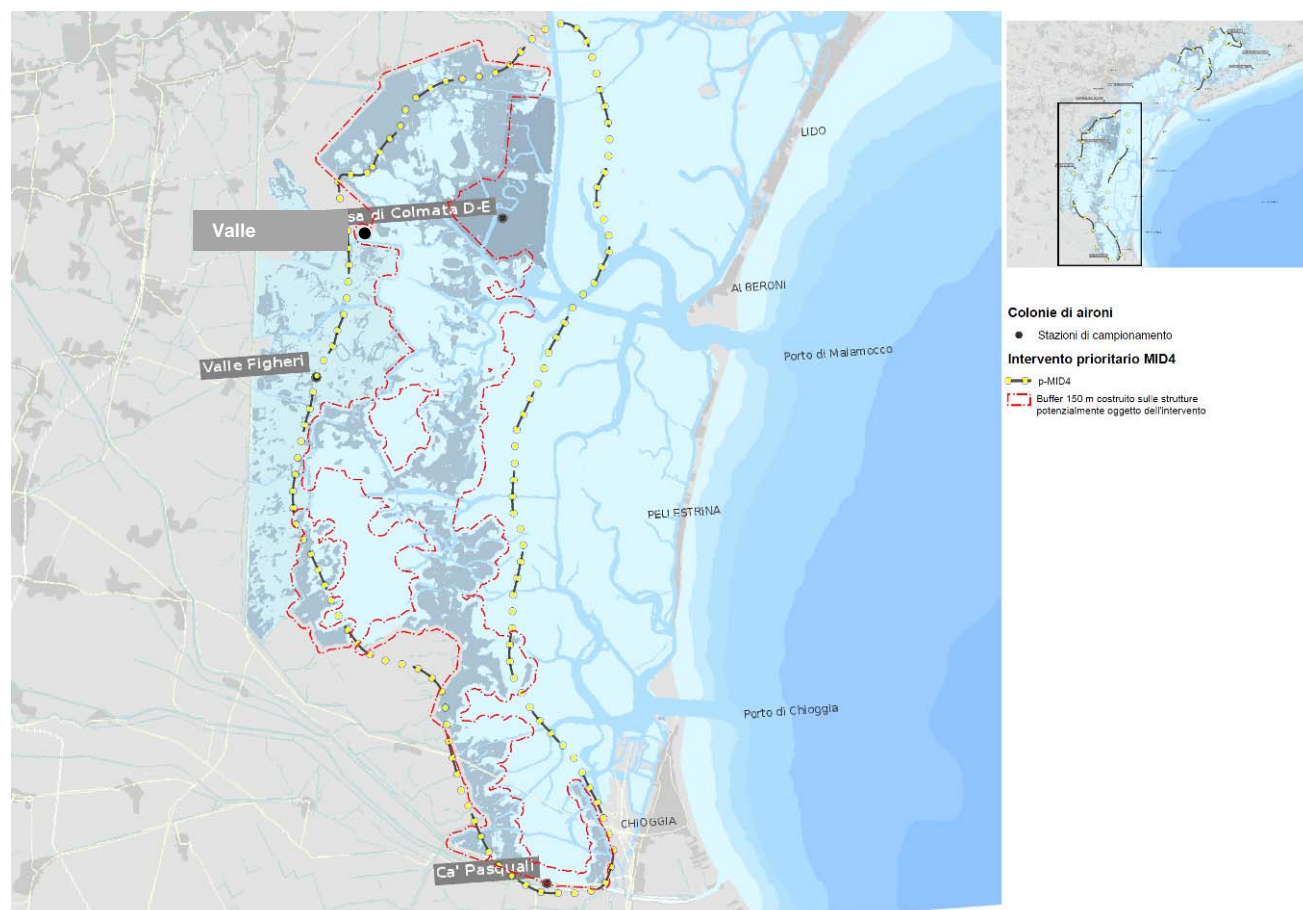 LIDO
sa di Colmata D-E
Valle
ALBERONI
Porto di Malamocco
Valle Figheri
PELLESTRINA
Porto di Chioggia
CHIOGGIA
Ca' Pasquali
Colonie di aironi
Stazioni di campionamento
Intervento prioritario MID4
p-MID4
Buffer 150 m costruito sulle strutture
potenzialmente oggetto dell'intervento